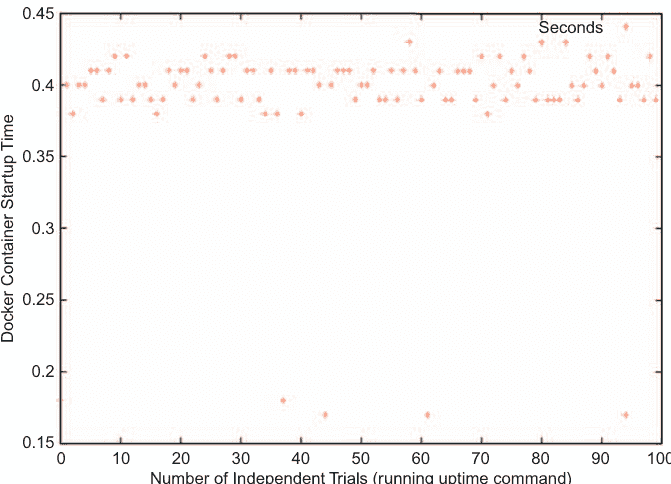 0.45
Seconds
0.4
0.35
0.3
0.25
0.2
0.15
Docker Container Startup Time
0 10 20 30 40 50 60 70 80 90 100
Number of Independent Trials (running uptime command)